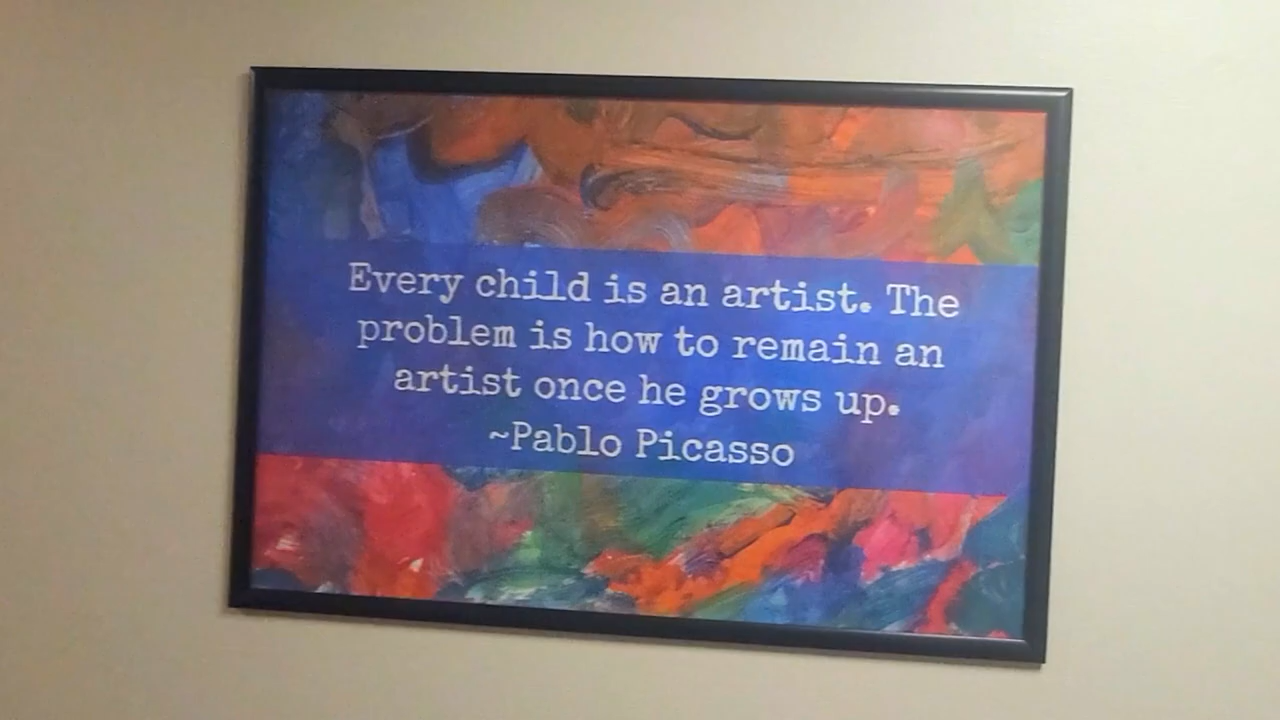 Every child is an artist. The
problem is how to remain an
artist once he grows up.
~Pablo Picasso